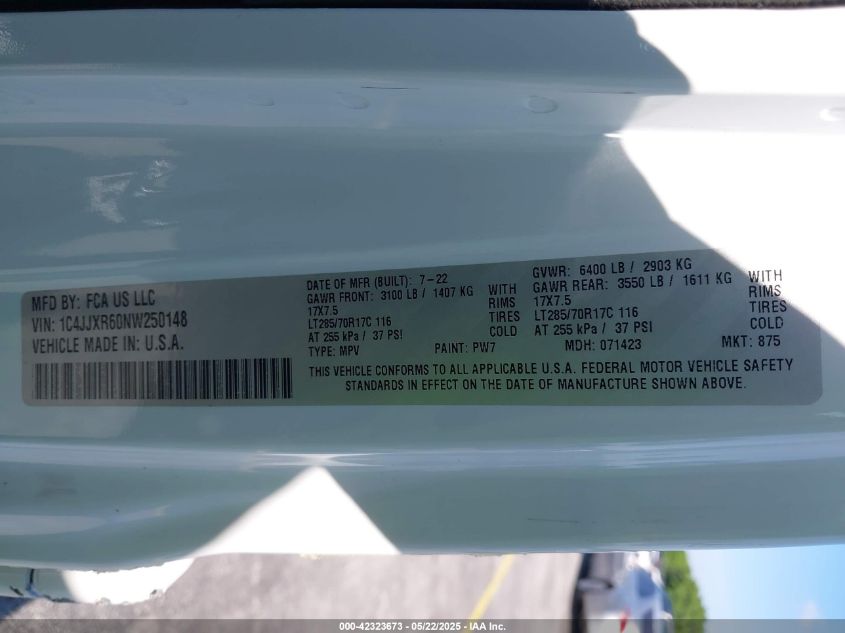 MFD BY: FCA US LLC
VIN: 1C4JJXR60NW250148
VEHICLE MADE IN: U.S.A.
DATE OF MFR (BUILT): 7-22
GAWR FRONT: 3100 LB / 1407 KG WITH
17X7.5 RIMS
LT285/70R17C 116 TIRES
AT 255 kPa / 37 PSI COLD
TYPE: MPV PAINT: PW7
GVWR: 6400 LB / 2903 KG
GAWR REAR: 3550 LB / 1611 KG WITH
17X7.5 RIMS
LT285/70R17C 116 TIRES
AT 255 kPa / 37 PSI COLD
MDH: 071423 MKT: 875
THIS VEHICLE CONFORMS TO ALL APPLICABLE U.S.A. FEDERAL MOTOR VEHICLE SAFETY
STANDARDS IN EFFECT ON THE DATE OF MANUFACTURE SHOWN ABOVE.
000-42323673 - 05/22/2025 - IAAI.com